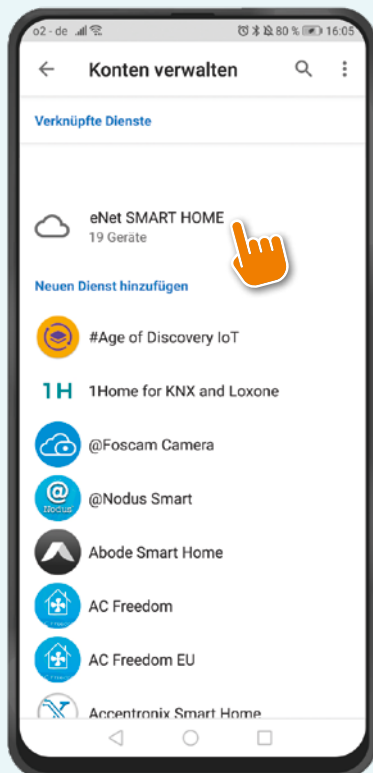 o2 - de 80 % 16:05
Konten verwalten
Verknüpfte Dienste
eNet SMART HOME
19 Geräte
Neuen Dienst hinzufügen
#Age of Discovery IoT
1H 1Home for KNX and Loxone
@Foscam Camera
@ Nodus
@Nodus Smart
Abode Smart Home
AC Freedom
AC Freedom EU
Accentronix Smart Home